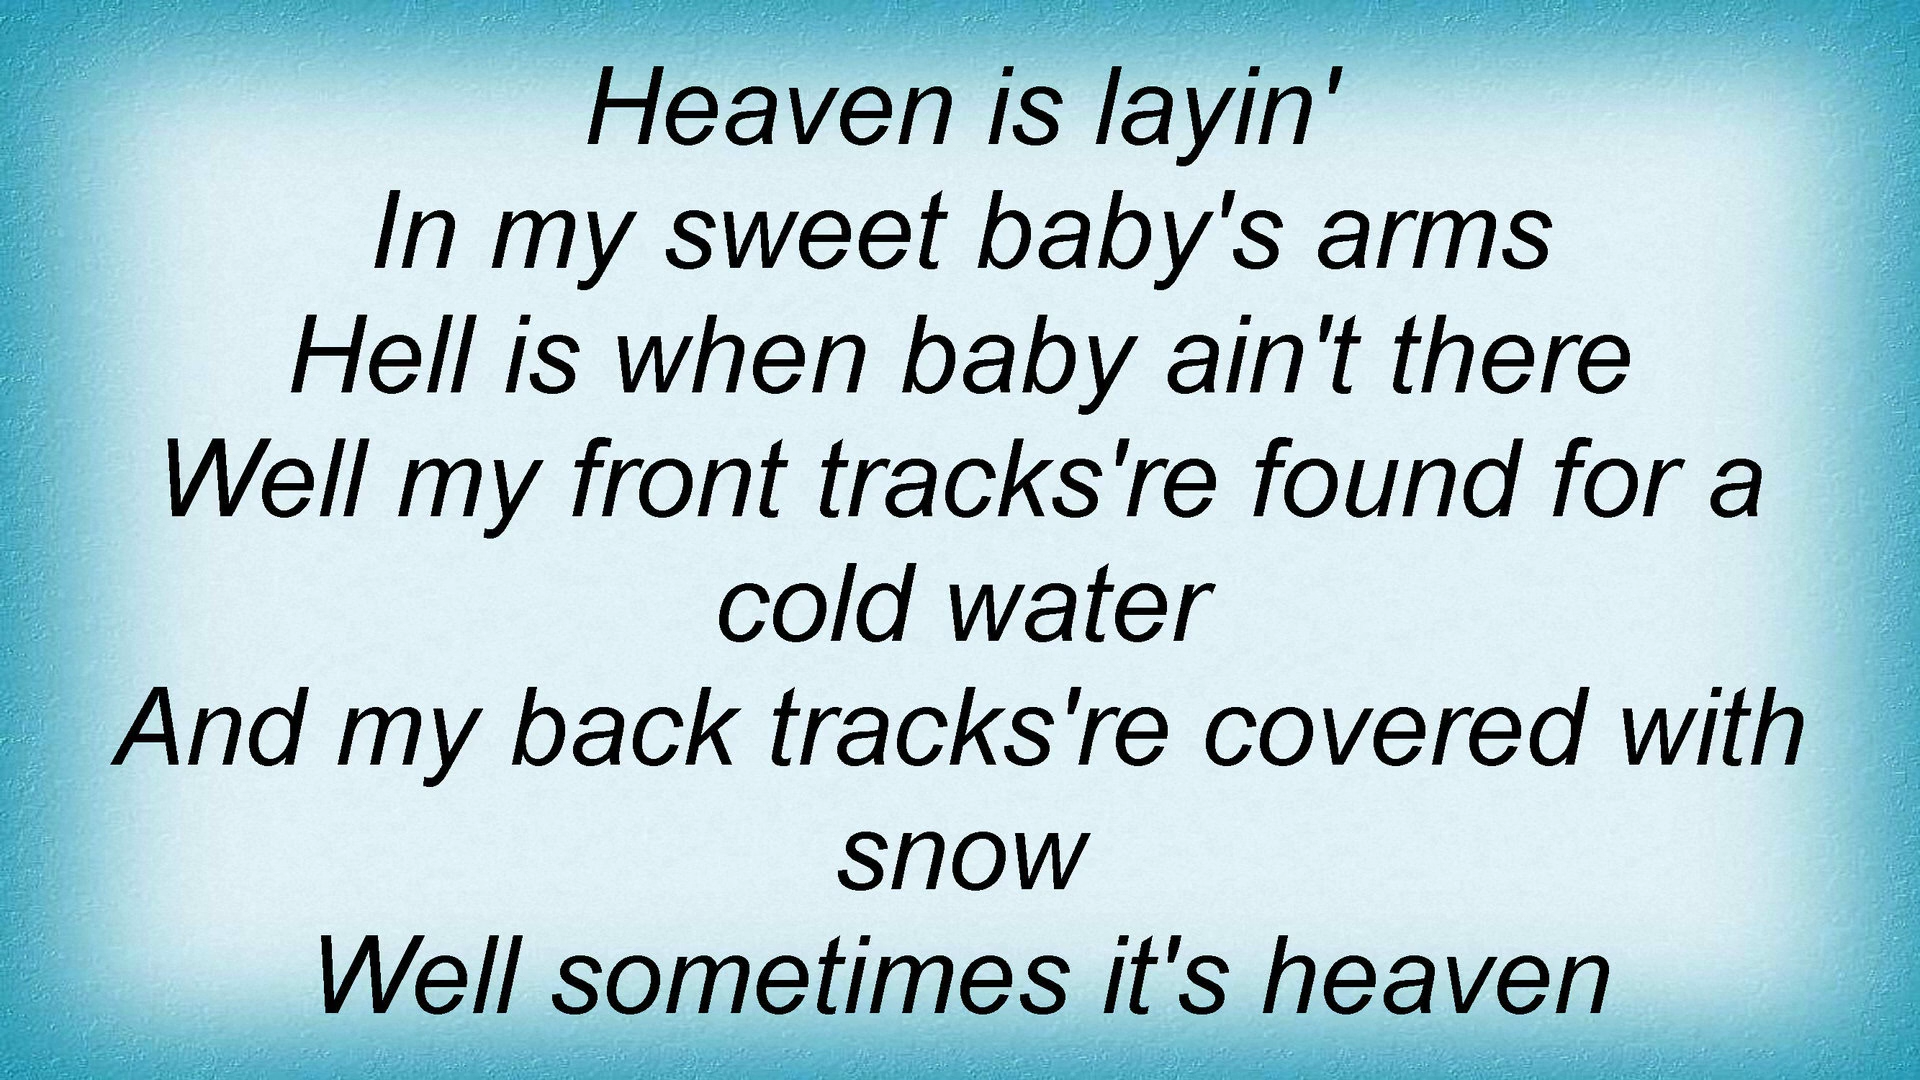 Heaven is layin'
In my sweet baby's arms
Hell is when baby ain't there
Well my front tracks're found for a
cold water
And my back tracks're covered with
snow
Well sometimes it's heaven